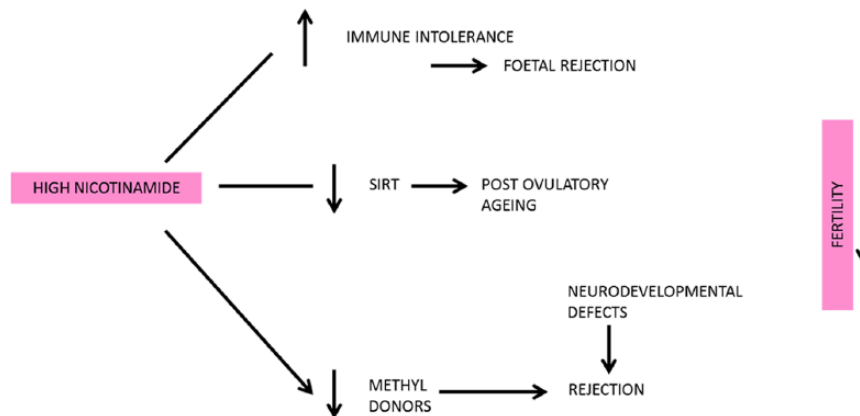 IMMUNE INTOLERANCE
FOETAL REJECTION
HIGH NICOTINAMIDE
SIRT
POST OVULATORY
AGEING
FERTILITY
NEURODEVELOPMENTAL
DEFECTS
METHYL
DONORS
REJECTION